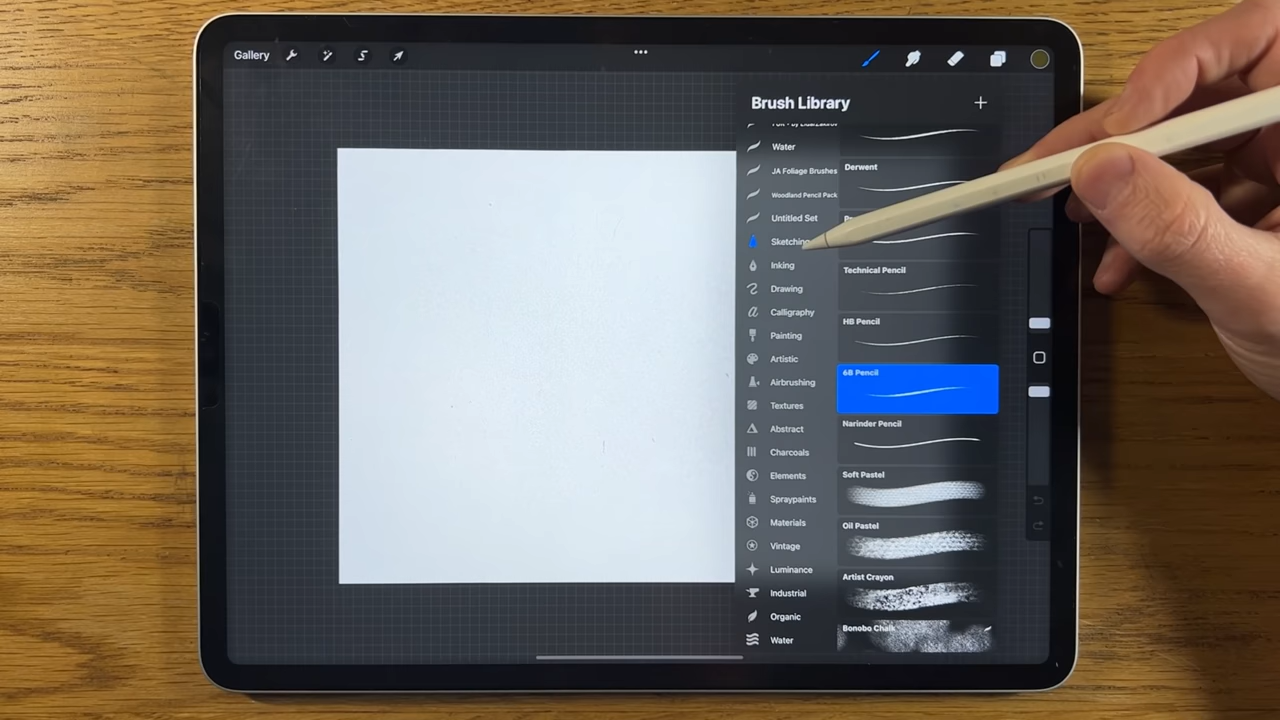 Gallery
Brush Library
Water
JA Foliage Brushes
Woodland Pencil Pack
Untitled Set
Sketching
Inking
Drawing
Calligraphy
Painting
Artistic
Airbrushing
Textures
Abstract
Charcoals
Elements
Spraypaints
Materials
Vintage
Luminance
Industrial
Organic
Water
Derwent
Technical Pencil
HB Pencil
6B Pencil
Narinder Pencil
Soft Pastel
Oil Pastel
Artist Crayon
Bonobo Chalk